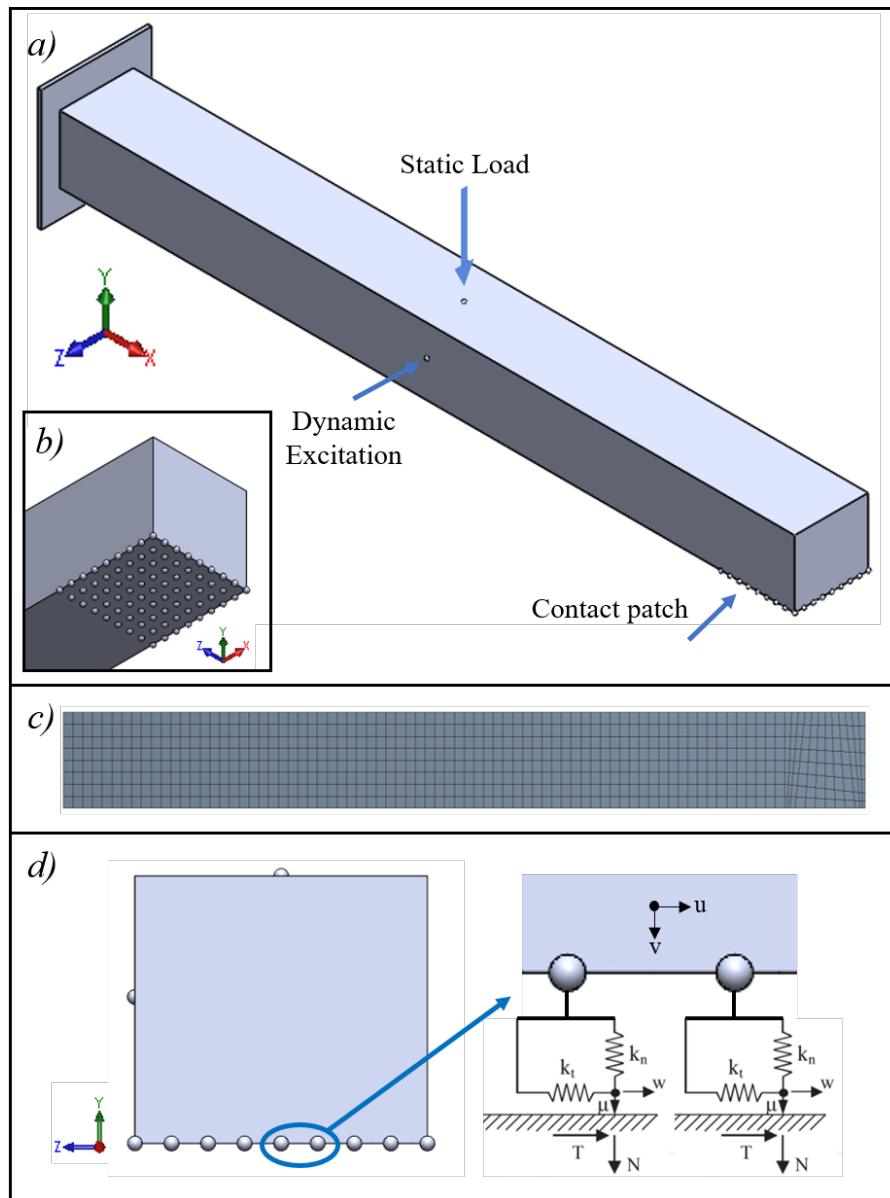 a)
Static Load
Y
Z
X
Dynamic
Excitation
b)
Z
Y
X
Contact patch
c)
d)
u
v
k_t
k_n
w
μ
T
N
k_t
k_n
w
μ
T
N
Y
Z